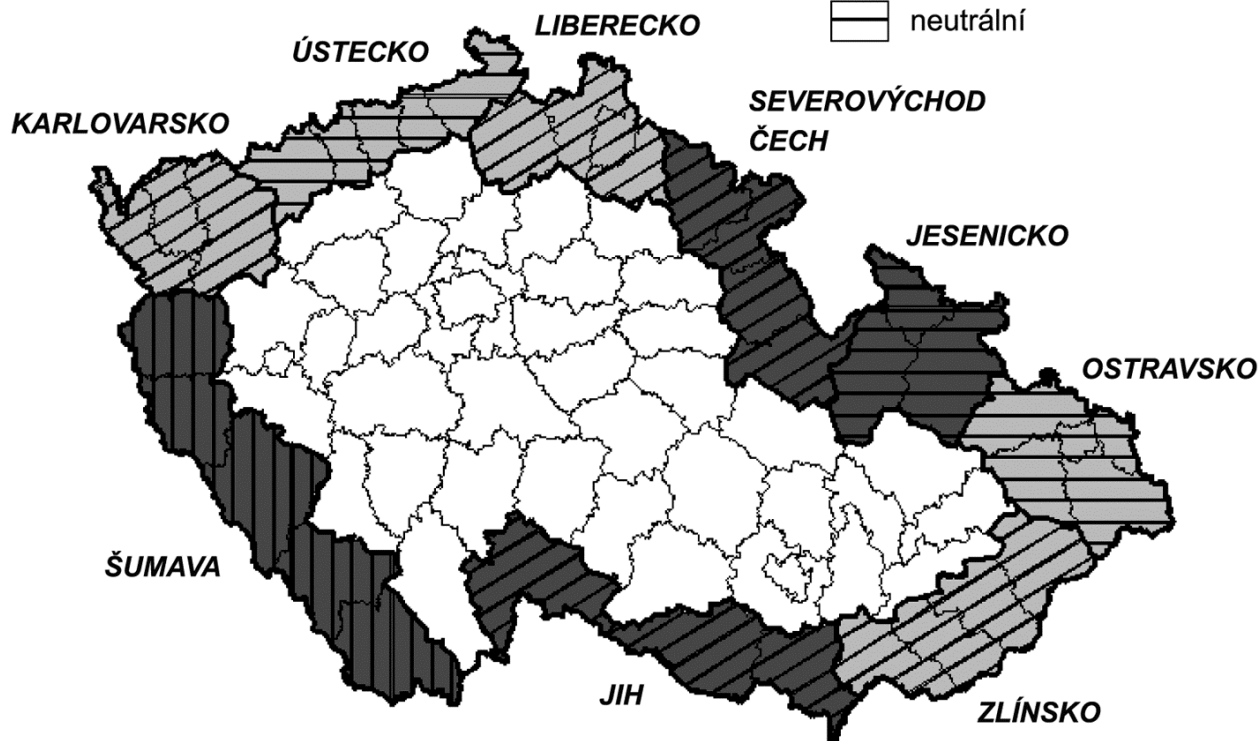 LIBERECKO
neutrální
ÚSTECKO
SEVEROVÝCHOD
ČECH
KARLOVARSKO
JESENICKO
OSTRAVSKO
ŠUMAVA
JIH
ZLÍNSKO